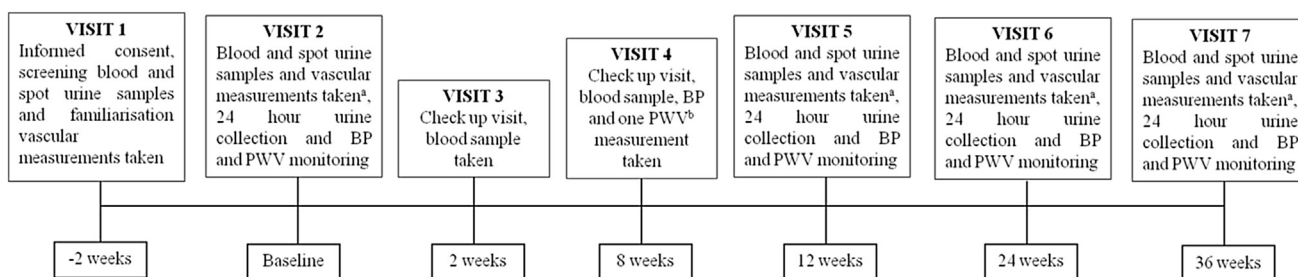 VISIT 1
Informed consent,
screening blood and
spot urine samples
and familiarisation
vascular
measurements taken
VISIT 2
Blood and spot urine
samples and vascular
measurements takenᵃ,
24 hour urine
collection and BP
and PWV monitoring
VISIT 3
Check up visit,
blood sample
taken
VISIT 4
Check up visit,
blood sample, BP
and one PWVᵇ
measurement
taken
VISIT 5
Blood and spot urine
samples and vascular
measurements takenᵃ,
24 hour urine
collection and BP
and PWV monitoring
VISIT 6
Blood and spot urine
samples and vascular
measurements takenᵃ,
24 hour urine
collection and BP
and PWV monitoring
VISIT 7
Blood and spot urine
samples and vascular
measurements takenᵃ,
24 hour urine
collection and BP
and PWV monitoring
-2 weeks
Baseline
2 weeks
8 weeks
12 weeks
24 weeks
36 weeks